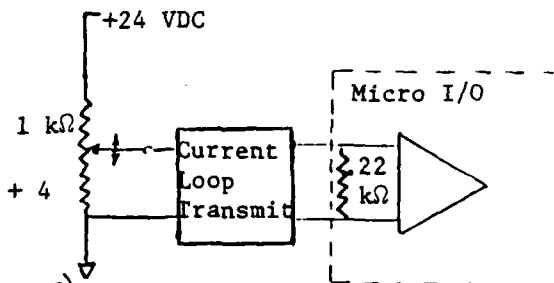 +24 VDC
Micro I/O
1 kΩ
Current
Loop
Transmit
.22
kΩ
+ 4